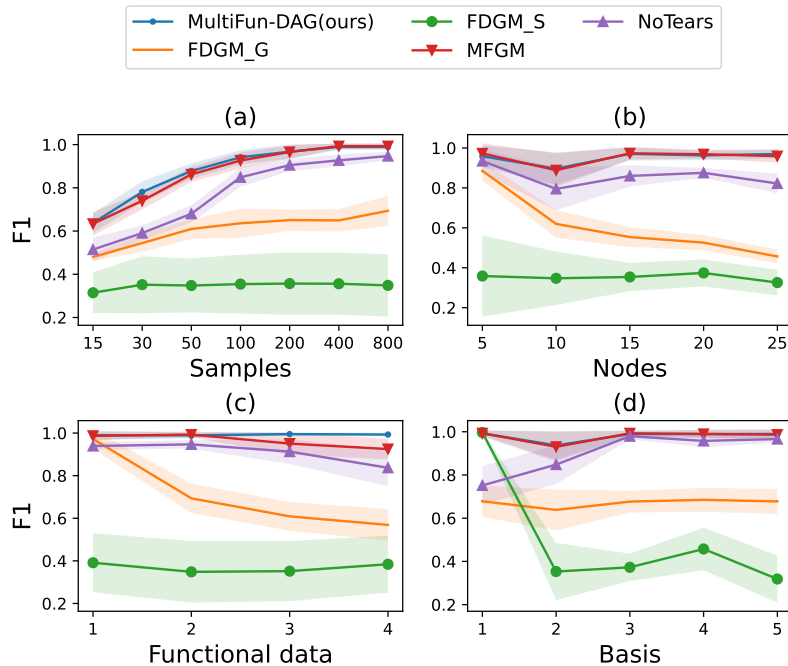 MultiFun-DAG(ours) FDGM_S NoTears
FDGM_G MFGM
(a) (b)
1.0 1.0
0.8 0.8
0.6 0.6
0.4 0.4
0.2 0.2
F1
15 30 50 100 200 400 800 5 10 15 20 25
Samples Nodes
(c) (d)
1.0 1.0
0.8 0.8
0.6 0.6
0.4 0.4
0.2 0.2
F1
1 2 3 4 1 2 3 4 5
Functional data Basis